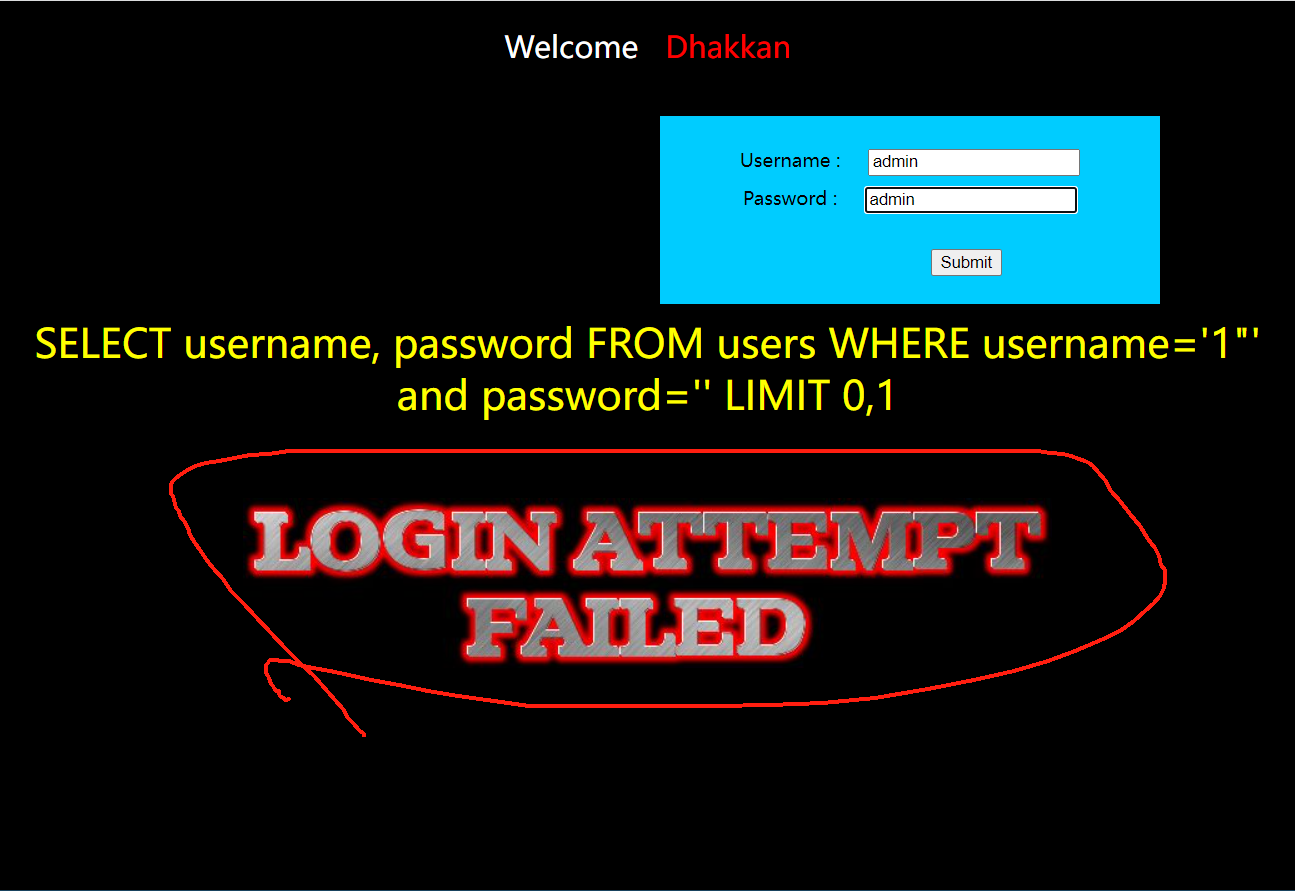 Welcome Dhakkan
Username : admin
Password : admin
Submit
SELECT username, password FROM users WHERE username='1"'
and password='' LIMIT 0,1
LOGIN ATTEMPT
FAILED